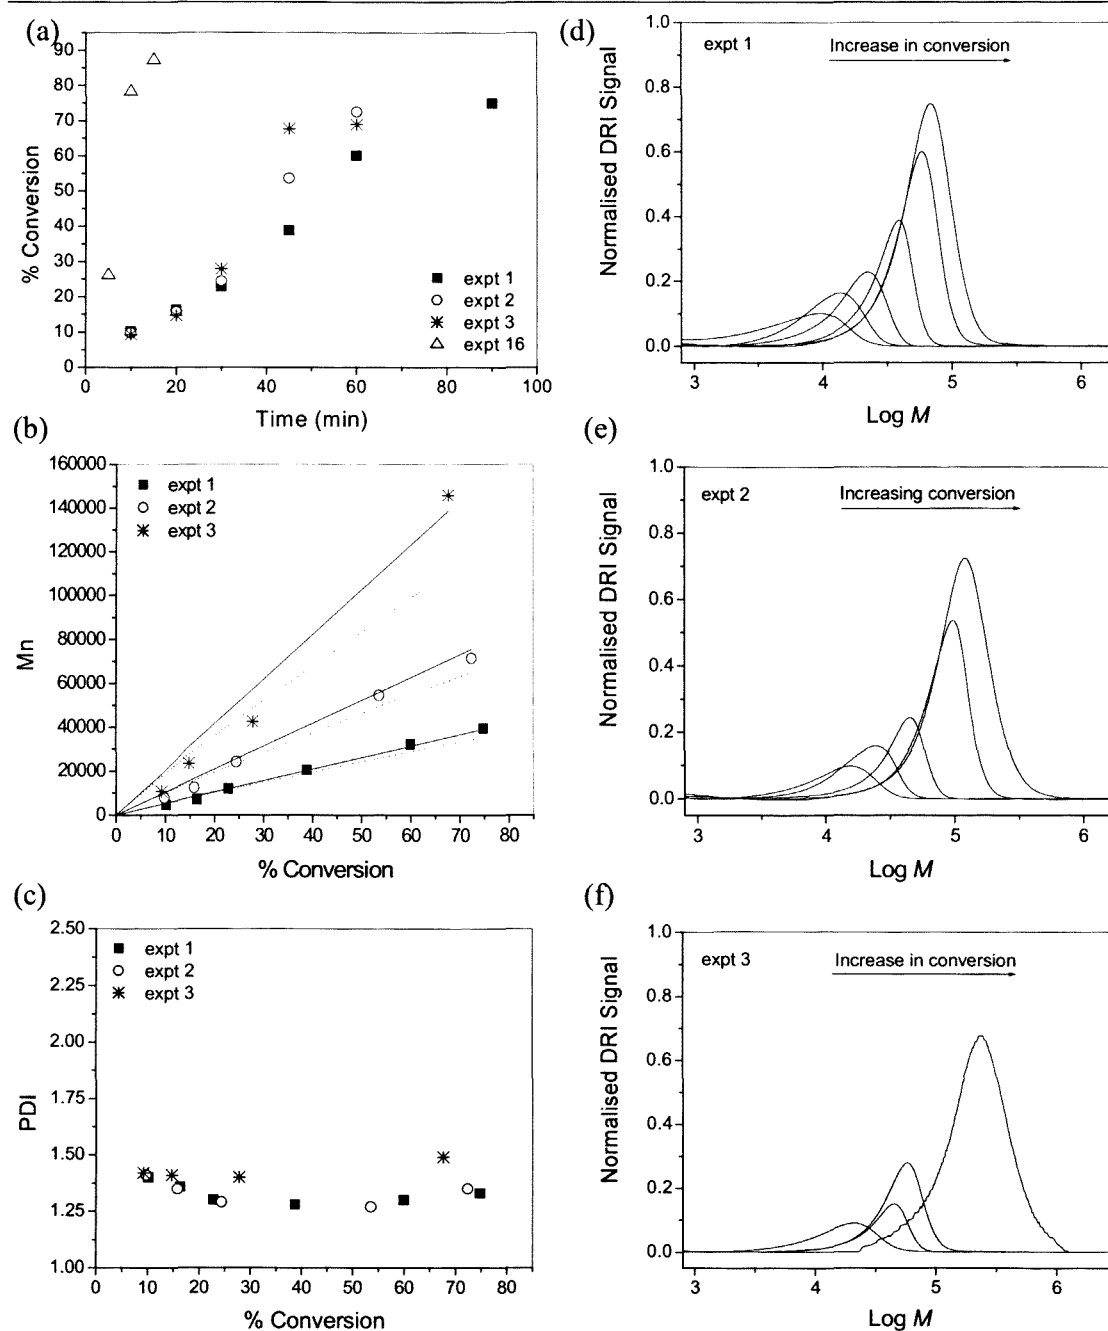 (a)
90
80
70
60
50
40
30
20
10
0
% Conversion
expt 1
expt 2
expt 3
expt 16
0 20 40 60 80 100
Time (min)
(b)
160000
140000
120000
100000
80000
60000
40000
20000
0
Mn
expt 1
expt 2
expt 3
0 10 20 30 40 50 60 70 80
% Conversion
(c)
2.50
2.25
2.00
1.75
1.50
1.25
1.00
PDI
expt 1
expt 2
expt 3
0 10 20 30 40 50 60 70 80
% Conversion
(d)
1.0
0.8
0.6
0.4
0.2
0.0
Normalised DRI Signal
expt 1
Increase in conversion
3 4 5 6
Log M
(e)
1.0
0.8
0.6
0.4
0.2
0.0
Normalised DRI Signal
expt 2
Increasing conversion
3 4 5 6
Log M
(f)
1.0
0.8
0.6
0.4
0.2
0.0
Normalised DRI Signal
expt 3
Increase in conversion
3 4 5 6
Log M